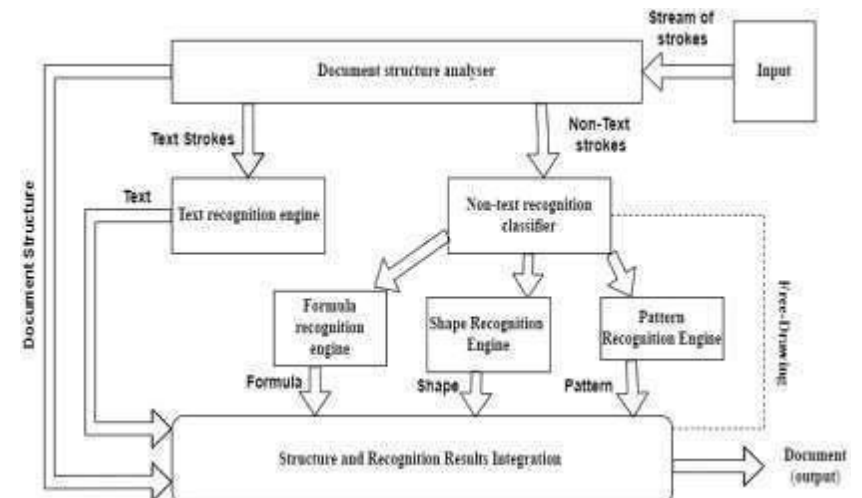 Stream of
strokes
Document structure analyser
Input
Text Strokes
Non-Text
strokes
Text
Text recognition engine
Non-text recognition
classifier
Document Structure
Free-Drawing
Formula
recognition
engine
Shape Recognition
Engine
Pattern
Recognition Engine
Formula
Shape
Pattern
Structure and Recognition Results Integration
Document
(output)